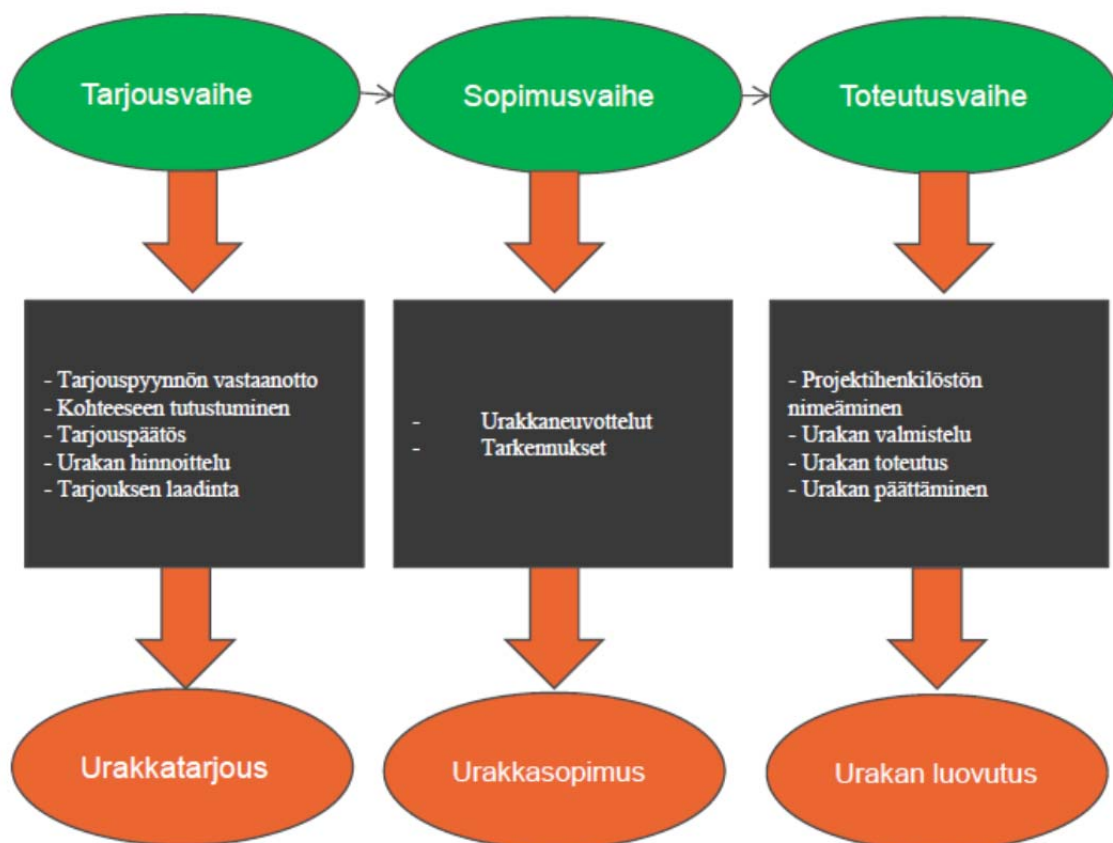 Tarjousvaihe
Sopimusvaihe
Toteutusvaihe
- Tarjouspyynnön vastaanotto
- Kohteeseen tutustuminen
- Tarjouspäätös
- Urakan hinnoittelu
- Tarjouksen laadinta
- Urakkaneuvottelut
- Tarkennukset
- Projektihenkilöstön
nimeäminen
- Urakan valmistelu
- Urakan toteutus
- Urakan päättäminen
Urakkatarjous
Urakkasopimus
Urakan luovutus